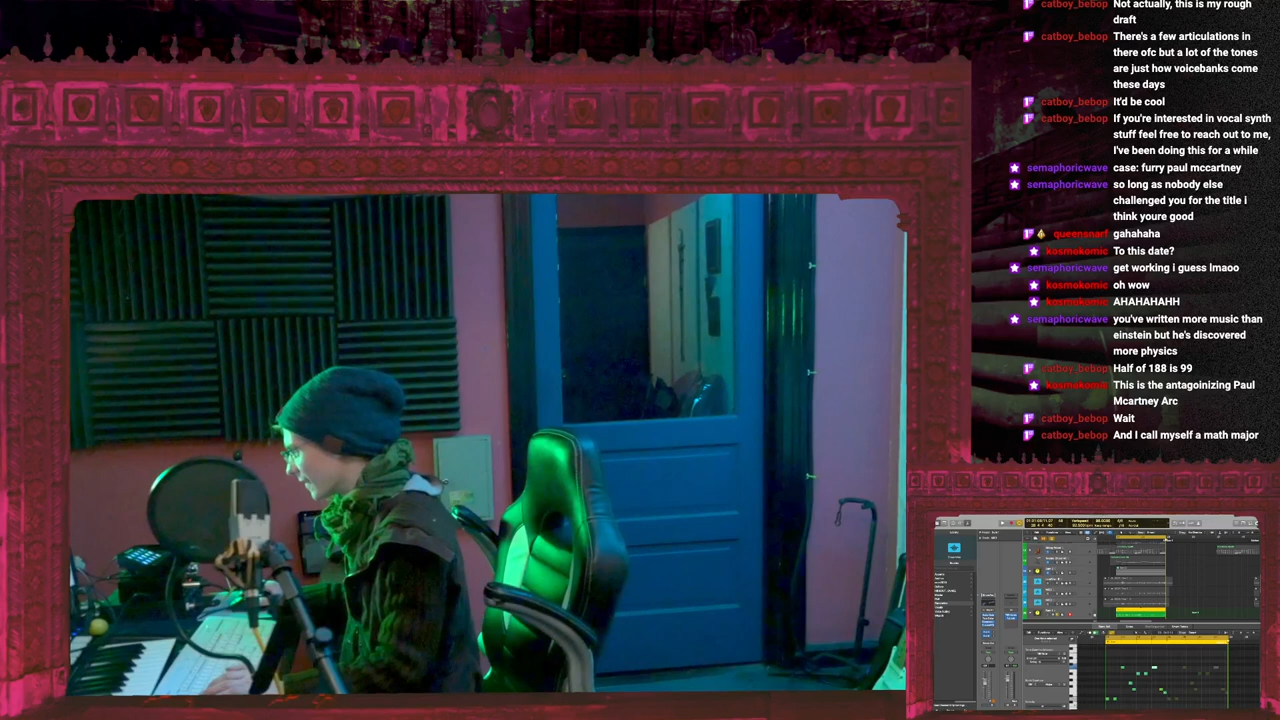 catboy_bebop Not actually, this is my rough
draft
catboy_bebop There's a few articulations in
there ofc but a lot of the tones
are just how voicebanks come
these days
catboy_bebop It'd be cool
catboy_bebop If you're interested in vocal synth
stuff feel free to reach out to me,
I've been doing this for a while
semaphoricwave case: furry paul mccartney
semaphoricwave so long as nobody else
challenged you for the title i
think youre good
queensnarf gahahaha
kosmokomic To this date?
semaphoricwave get working i guess lmaoo
kosmokomic oh wow
kosmokomic AHAHAHAHH
semaphoricwave you've written more music than
einstein but he's discovered
more physics
catboy_bebop Half of 188 is 99
kosmokomic This is the antagoinizing Paul
Mcartney Arc
catboy_bebop Wait
catboy_bebop And I call myself a math major